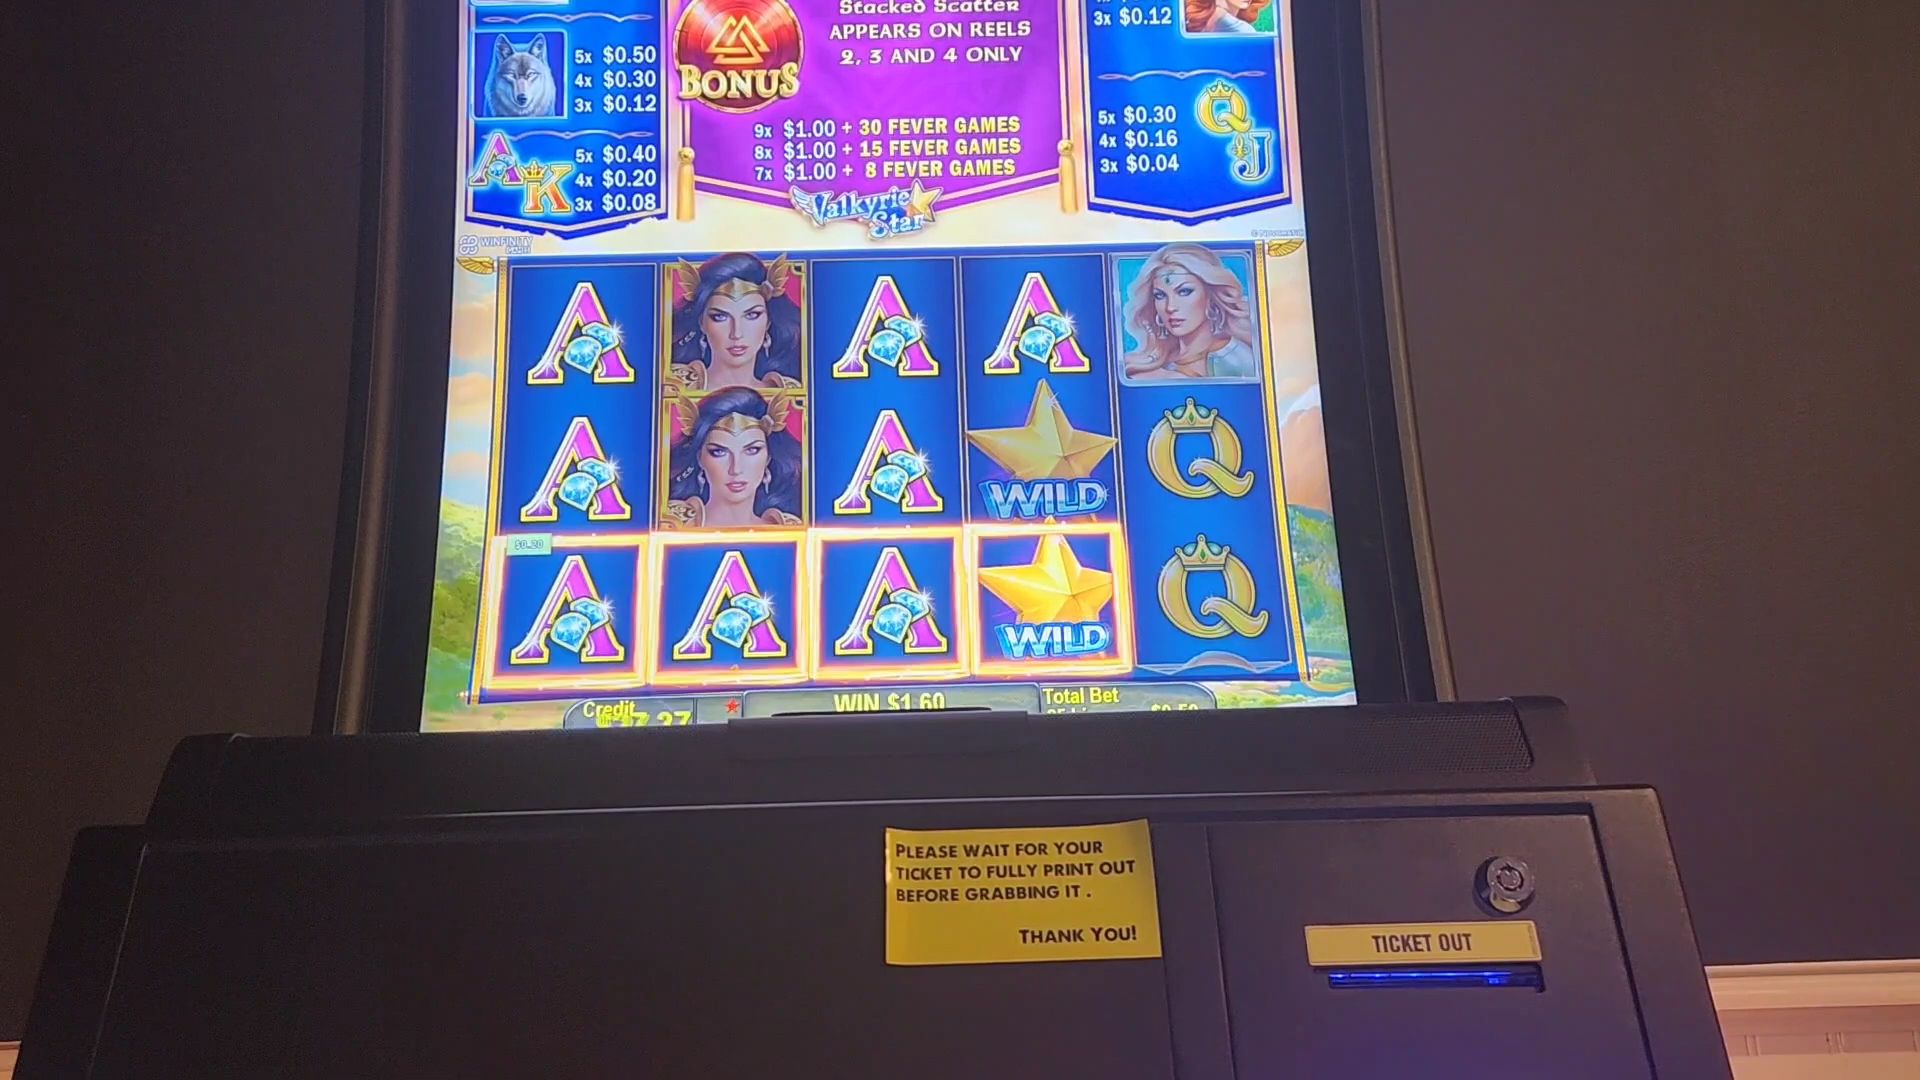 Stacked Scatter
APPEARS ON REELS
2, 3 AND 4 ONLY
3x $0.12
5x $0.50
4x $0.30
3x $0.12
BONUS
9x $1.00 + 30 FEVER GAMES
8x $1.00 + 15 FEVER GAMES
7x $1.00 + 8 FEVER GAMES
5x $0.30
4x $0.16
3x $0.04
Q
J
A
K
5x $0.40
4x $0.20
3x $0.08
Valkyrie
Star
WINFINITY
A
A
A
A
A
WILD
Q
$0.20
A
A
A
WILD
Q
Credit
WIN $1.60
Total Bet
PLEASE WAIT FOR YOUR
TICKET TO FULLY PRINT OUT
BEFORE GRABBING IT .
THANK YOU!
TICKET OUT